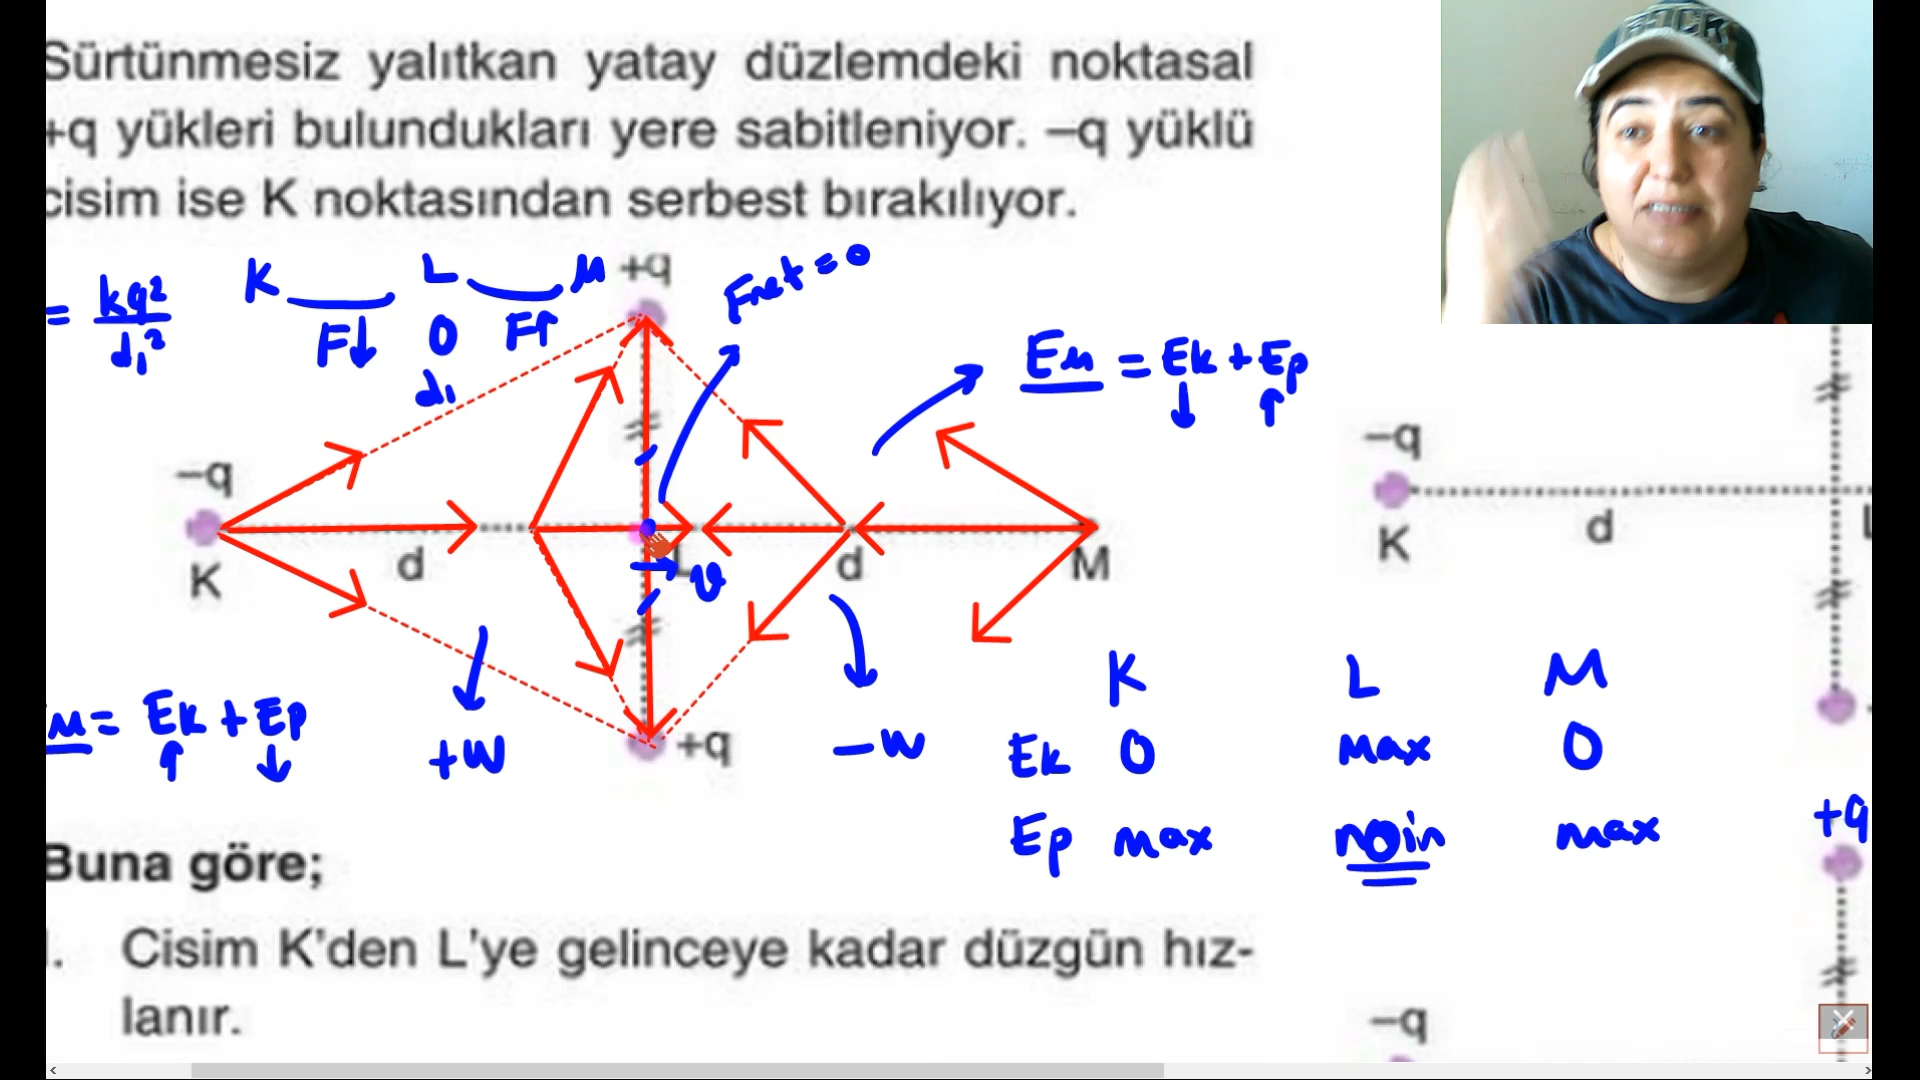 Sürtünmesiz yalıtkan yatay düzlemdeki noktasal
+q yükleri bulundukları yere sabitleniyor. –q yüklü
cisim ise K noktasından serbest bırakılıyor.
= kq²
d₁²
K L M
F↓ 0 F↑
d₁
+q
Fnet = 0
EM = Ek + Ep
↓ ↑
–q
K
d
L
d
M
v
+q
M = Ek + Ep
↑ ↓
+W
–W
K L M
Ek 0 Max 0
Ep max min max
–q
K
d
L
+q
–q
Buna göre;
I. Cisim K'den L'ye gelinceye kadar düzgün hız-
lanır.